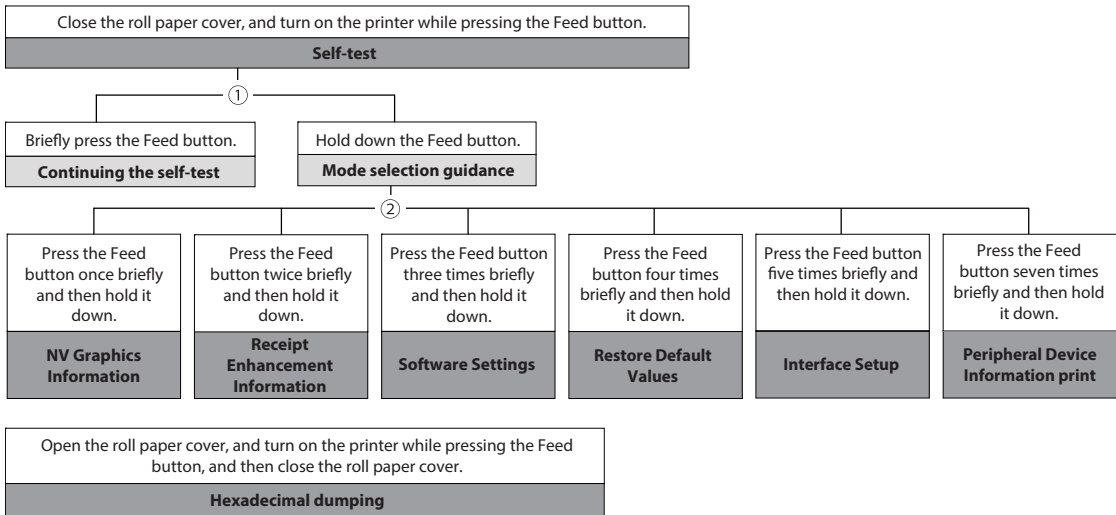 Close the roll paper cover, and turn on the printer while pressing the Feed button.
Self-test
①
Briefly press the Feed button.
Continuing the self-test
Hold down the Feed button.
Mode selection guidance
②
Press the Feed
button once briefly
and then hold it
down.
NV Graphics
Information
Press the Feed
button twice briefly
and then hold it
down.
Receipt
Enhancement
Information
Press the Feed button
three times briefly
and then hold it
down.
Software Settings
Press the Feed
button four times
briefly and then hold
it down.
Restore Default
Values
Press the Feed button
five times briefly and
then hold it down.
Interface Setup
Press the Feed
button seven times
briefly and then hold
it down.
Peripheral Device
Information print
Open the roll paper cover, and turn on the printer while pressing the Feed
button, and then close the roll paper cover.
Hexadecimal dumping